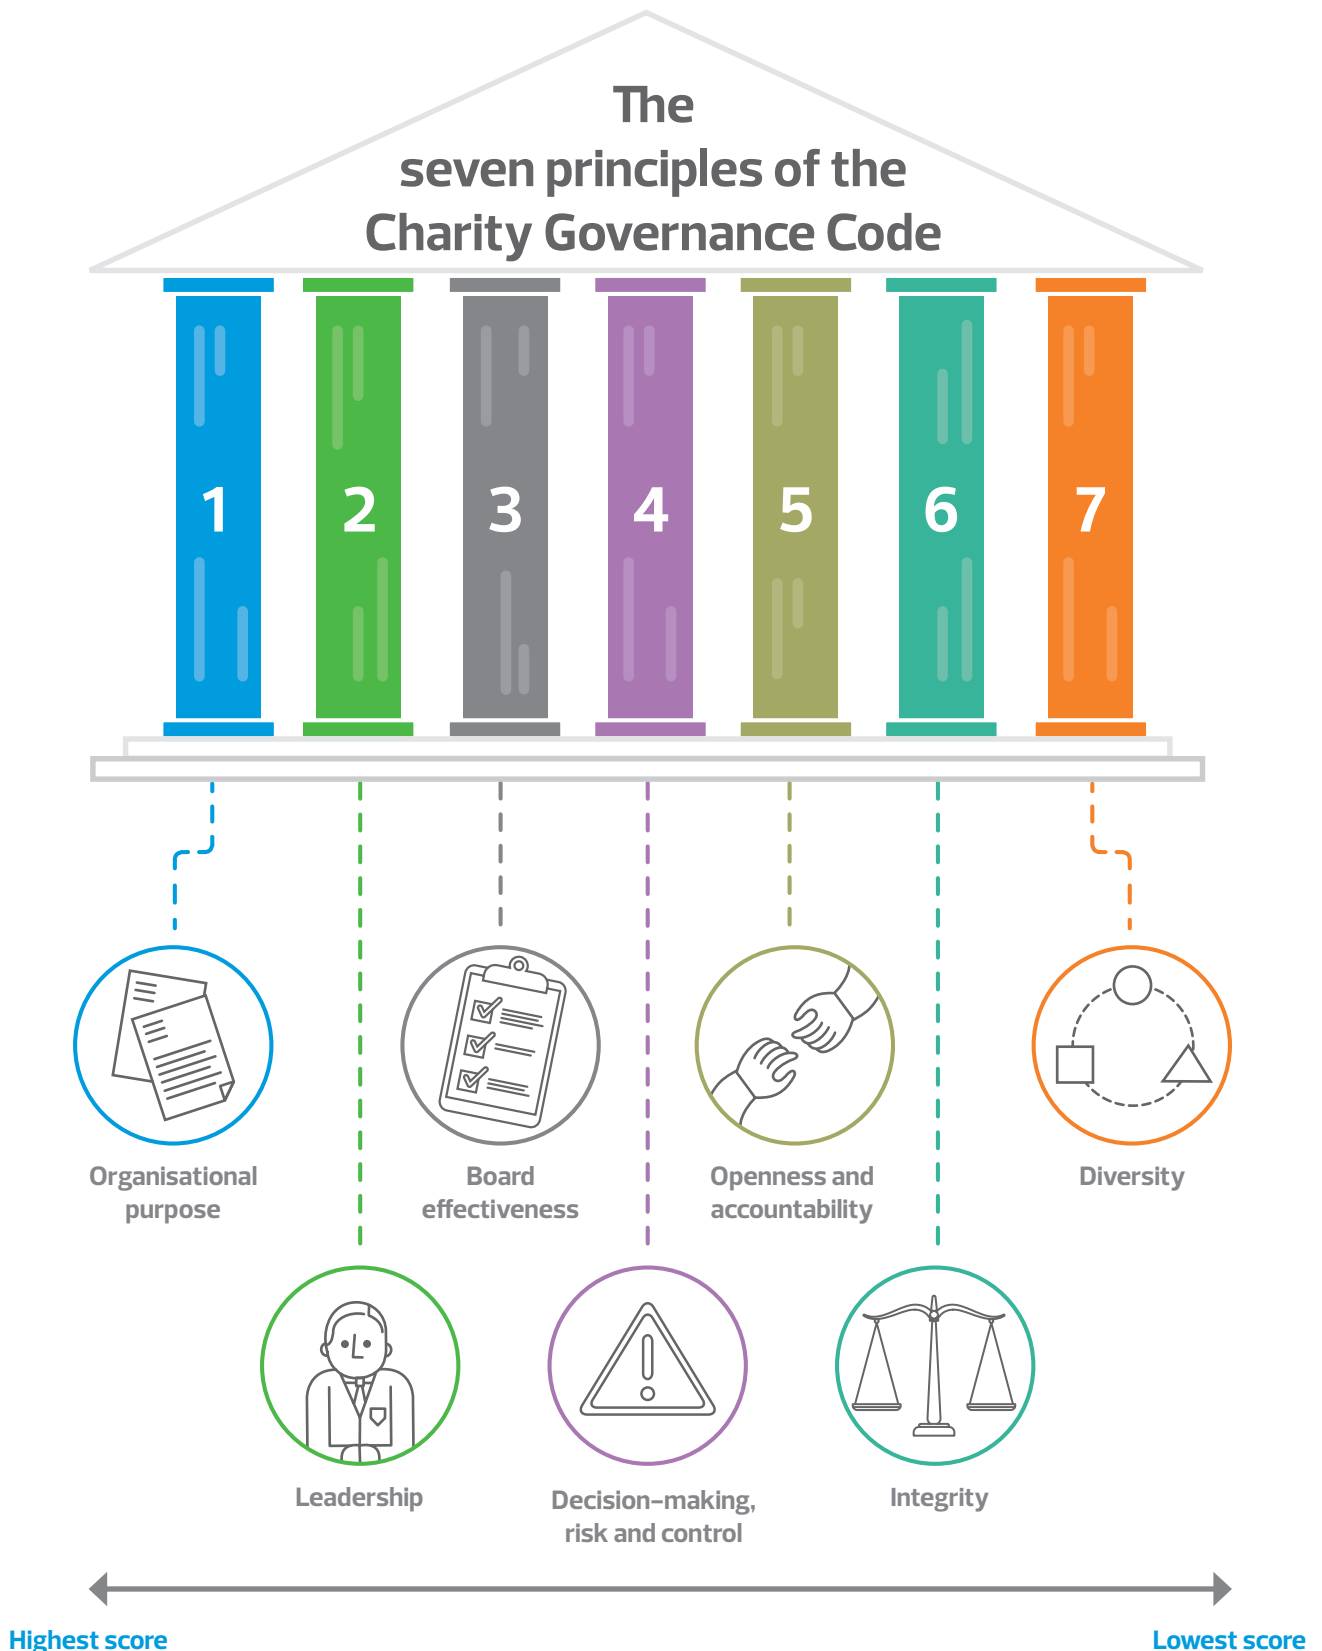 The
seven principles of the
Charity Governance Code
1
2
3
4
5
6
7
Organisational
purpose
Board
effectiveness
Openness and
accountability
Diversity
Leadership
Decision-making,
risk and control
Integrity
Highest score
Lowest score